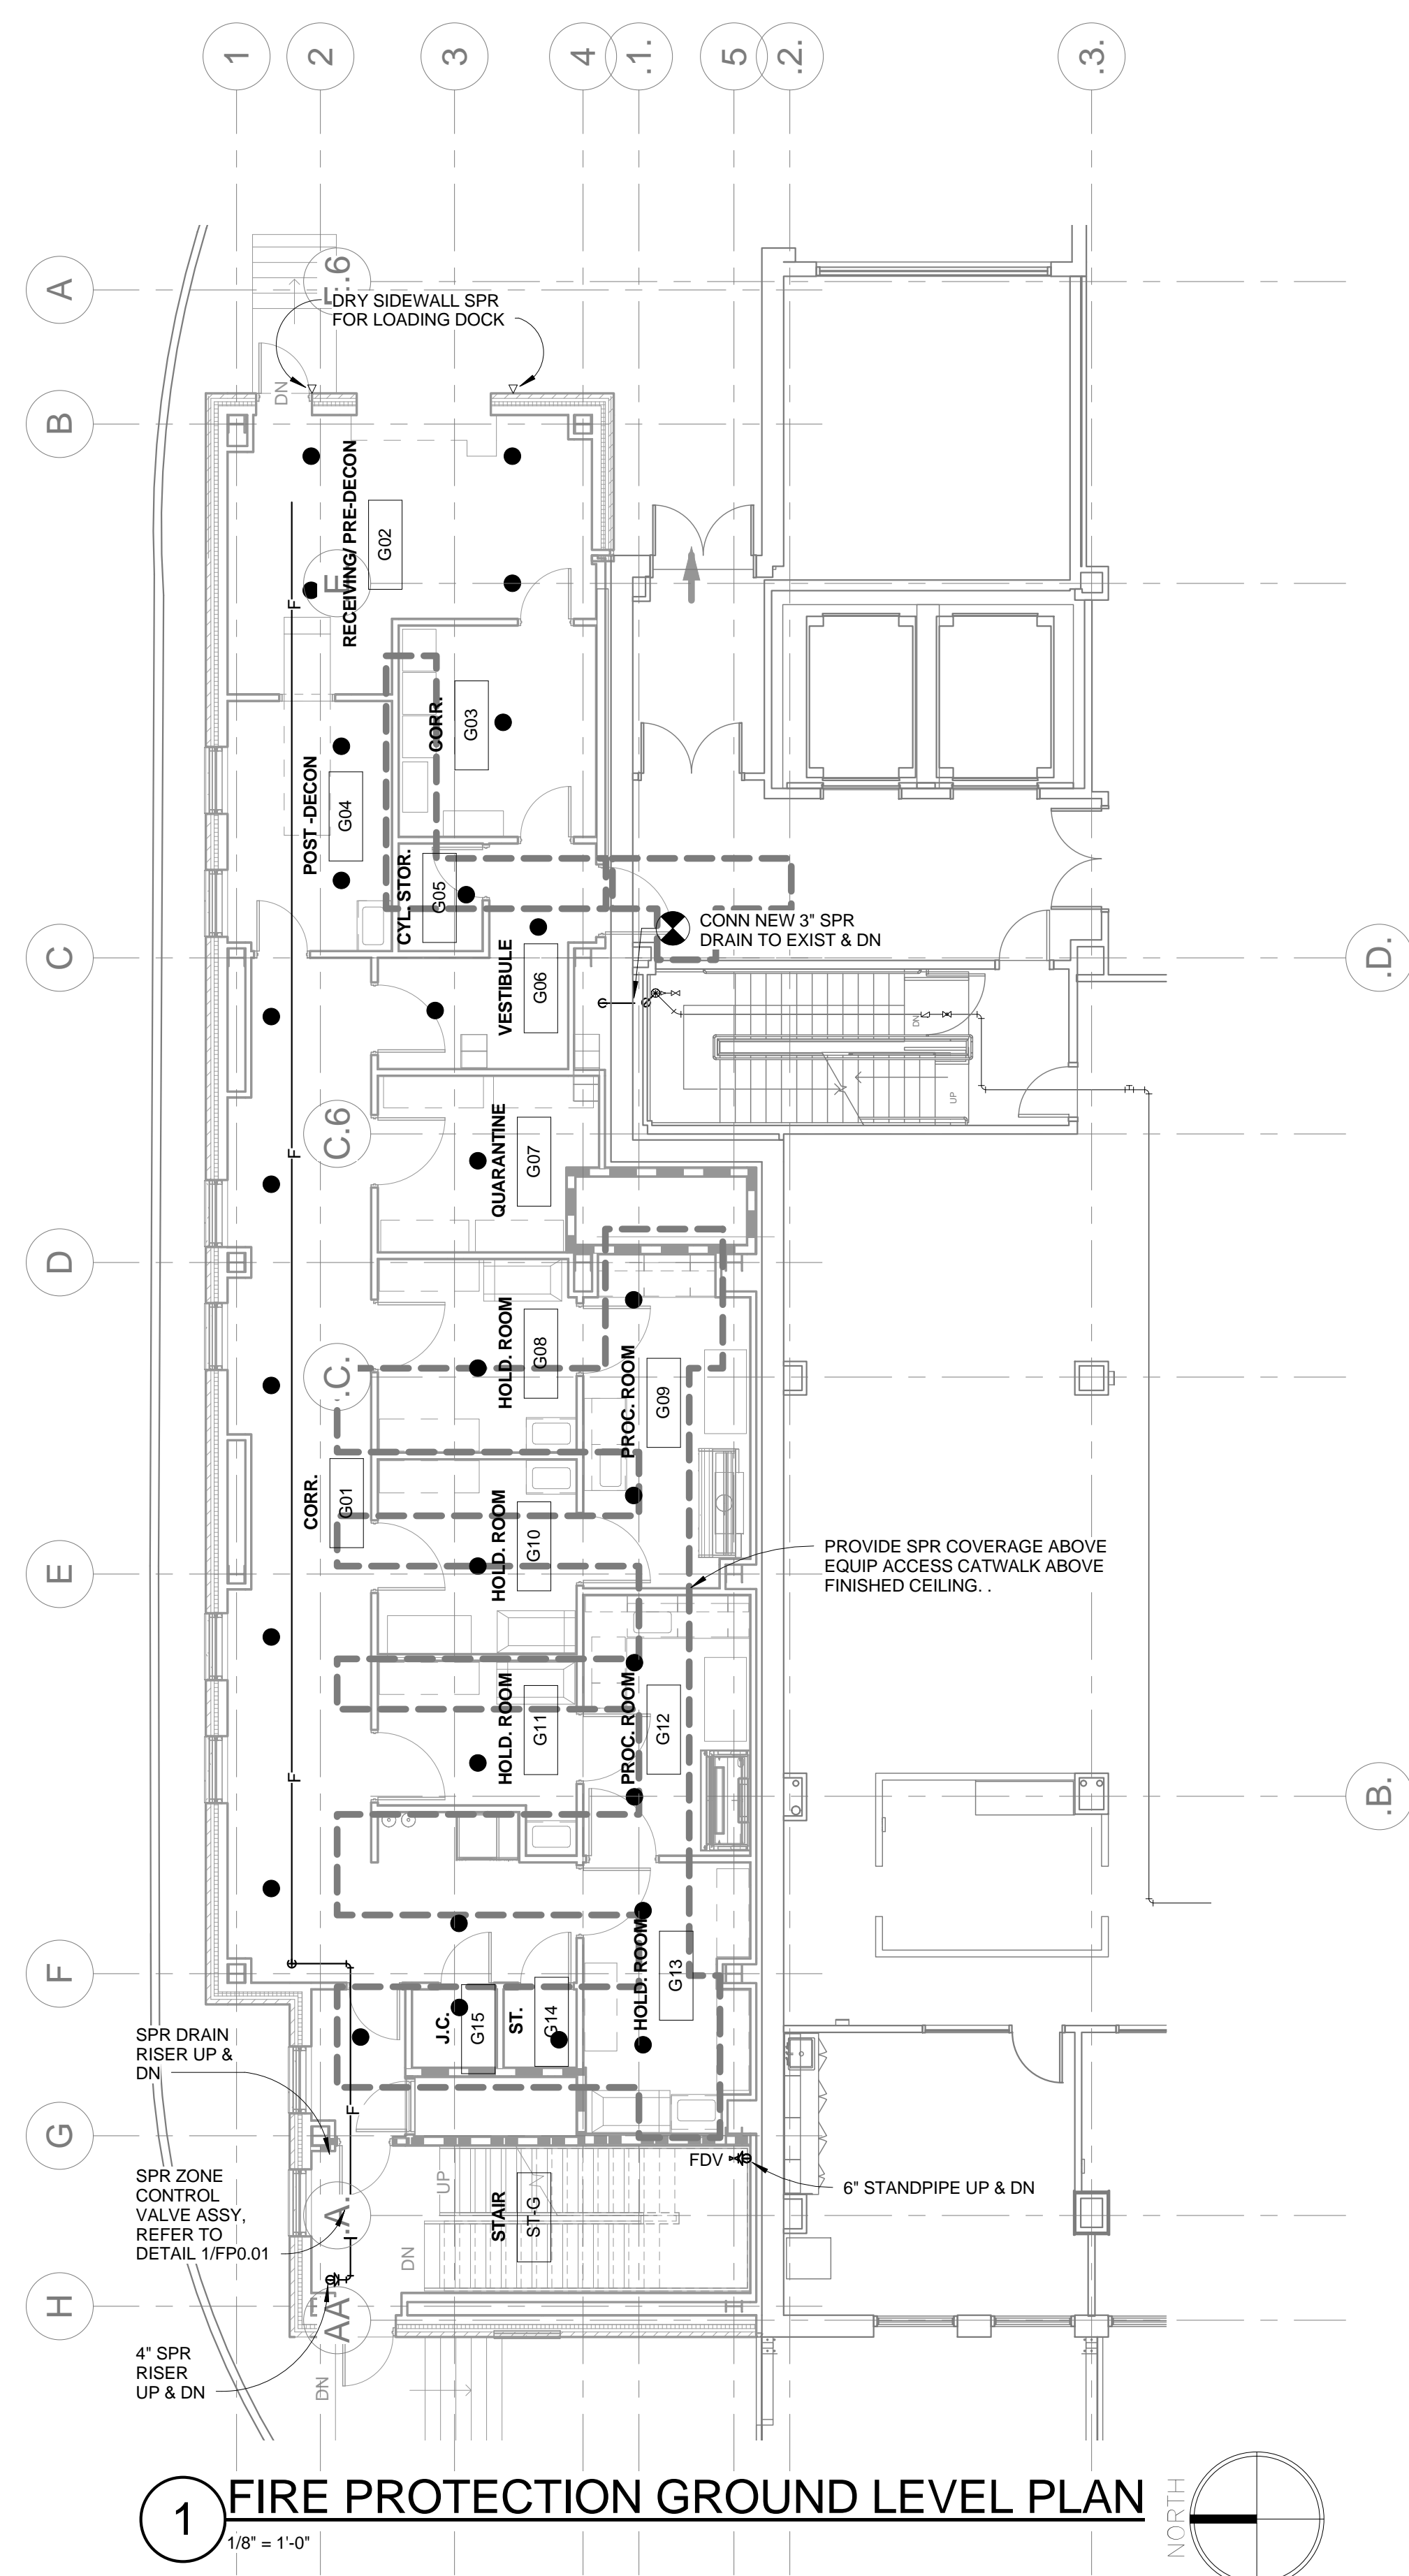 1
2
3
4
.1.
5
.2.
.3.
A
.6
DRY SIDEWALL SPR
FOR LOADING DOCK
DN
B
RECEIVING/ PRE-DECON
G02
F
CORR.
G03
POST -DECON
G04
CYL. STOR.
G05
CONN NEW 3" SPR
DRAIN TO EXIST & DN
C
.D.
VESTIBULE
G06
DN
UP
F
C.6
QUARANTINE
G07
D
HOLD. ROOM
G08
.C.
PROC. ROOM
G09
CORR.
G01
HOLD. ROOM
G10
E
PROVIDE SPR COVERAGE ABOVE
EQUIP ACCESS CATWALK ABOVE
FINISHED CEILING. .
HOLD. ROOM
G11
PROC. ROOM
G12
F
.B.
HOLD. ROOM
G13
F
J.C.
G15
ST.
G14
SPR DRAIN
RISER UP &
DN
F
G
FDV
6" STANDPIPE UP & DN
SPR ZONE
CONTROL
VALVE ASSY,
REFER TO
DETAIL 1/FP0.01
.A.
UP
STAIR
ST-G
DN
H
AA
4" SPR
RISER
UP & DN
DN
1
FIRE PROTECTION GROUND LEVEL PLAN
1/8" = 1'-0"
NORTH